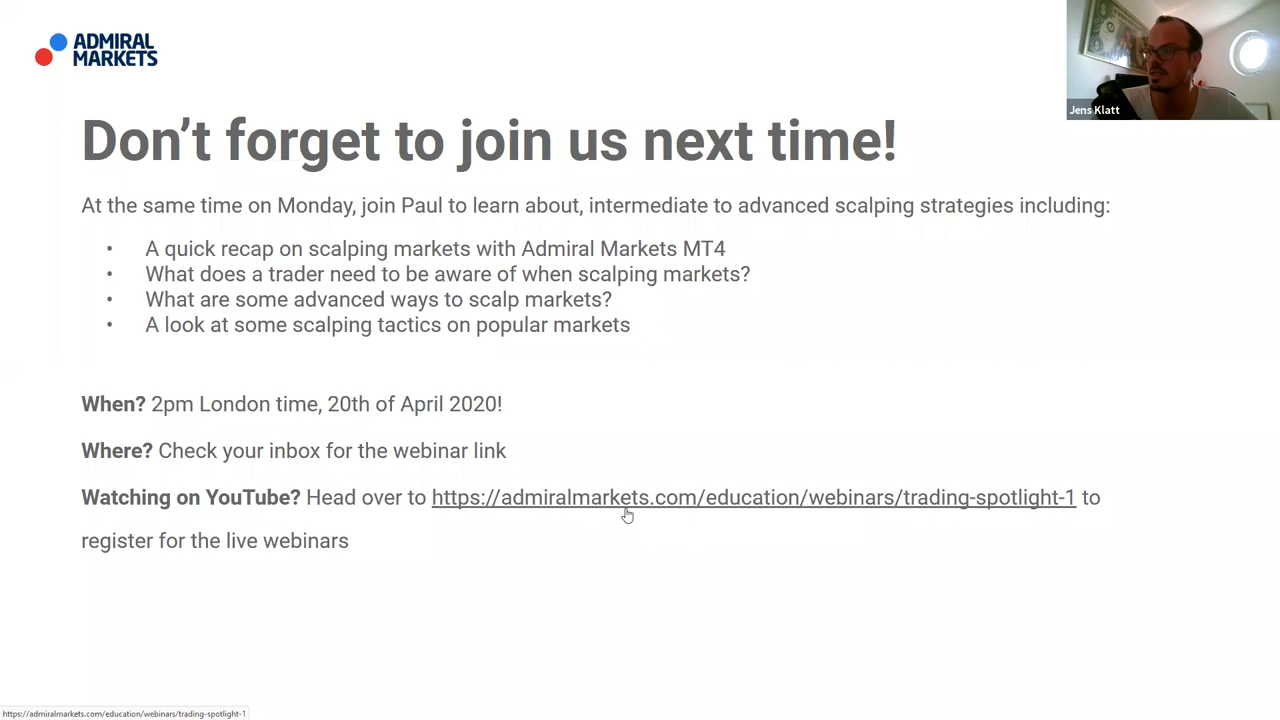 ADMIRAL
MARKETS
Jens Klatt
Don’t forget to join us next time!
At the same time on Monday, join Paul to learn about, intermediate to advanced scalping strategies including:
• A quick recap on scalping markets with Admiral Markets MT4
• What does a trader need to be aware of when scalping markets?
• What are some advanced ways to scalp markets?
• A look at some scalping tactics on popular markets
When? 2pm London time, 20th of April 2020!
Where? Check your inbox for the webinar link
Watching on YouTube? Head over to https://admiralmarkets.com/education/webinars/trading-spotlight-1 to
register for the live webinars
https://admiralmarkets.com/education/webinars/trading-spotlight-1